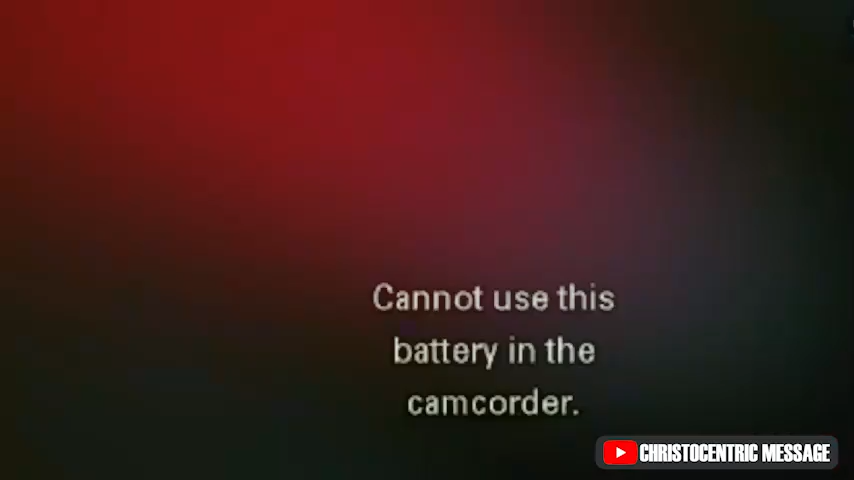 Cannot use this
battery in the
camcorder.
CHRISTOCENTRIC MESSAGE